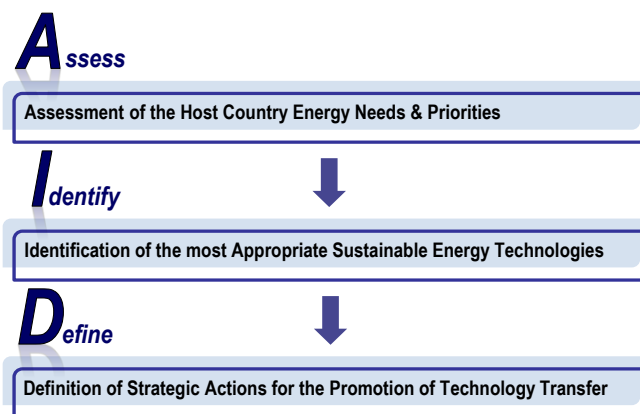 Assess
Assessment of the Host Country Energy Needs & Priorities
Identify
Identification of the most Appropriate Sustainable Energy Technologies
Define
Definition of Strategic Actions for the Promotion of Technology Transfer